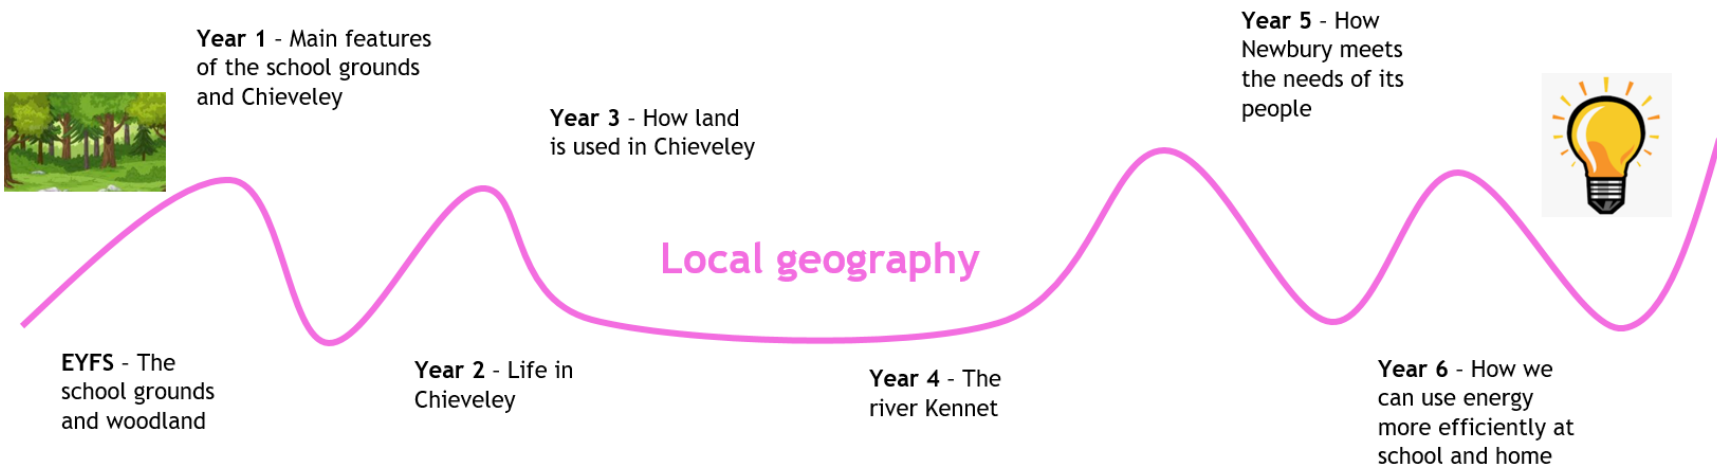 Year 1 - Main features
of the school grounds
and Chieveley
Year 3 - How land
is used in Chieveley
Year 5 - How
Newbury meets
the needs of its
people
Local geography
EYFS - The
school grounds
and woodland
Year 2 - Life in
Chieveley
Year 4 - The
river Kennet
Year 6 - How we
can use energy
more efficiently at
school and home